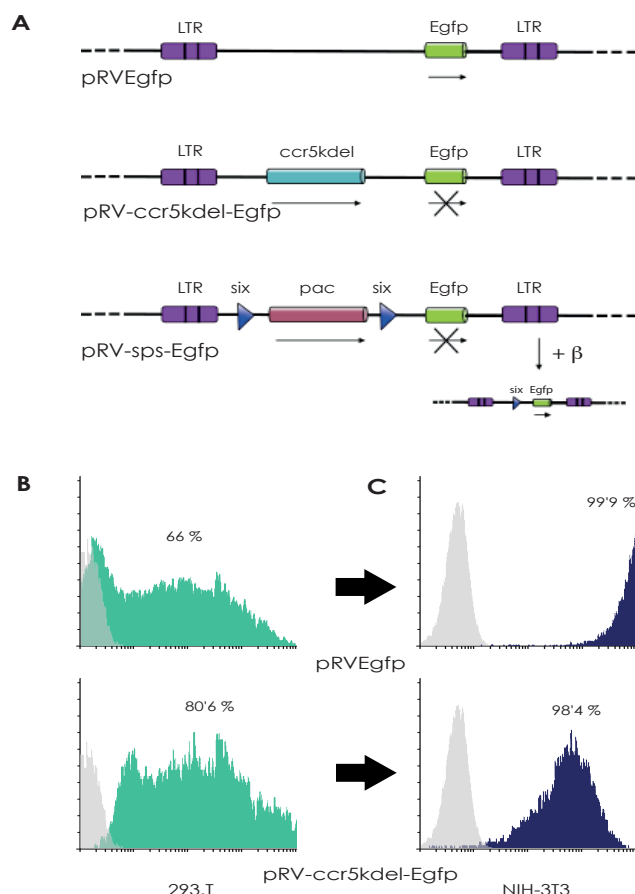 A
LTR Egfp LTR
pRVEgfp
LTR ccr5kdel Egfp LTR
pRV-ccr5kdel-Egfp
LTR six pac six Egfp LTR
pRV-sps-Egfp
+ β
six Egfp
B C
66 % 99'9 %
pRVEgfp
80'6 % 98'4 %
pRV-ccr5kdel-Egfp
293.T NIH-3T3